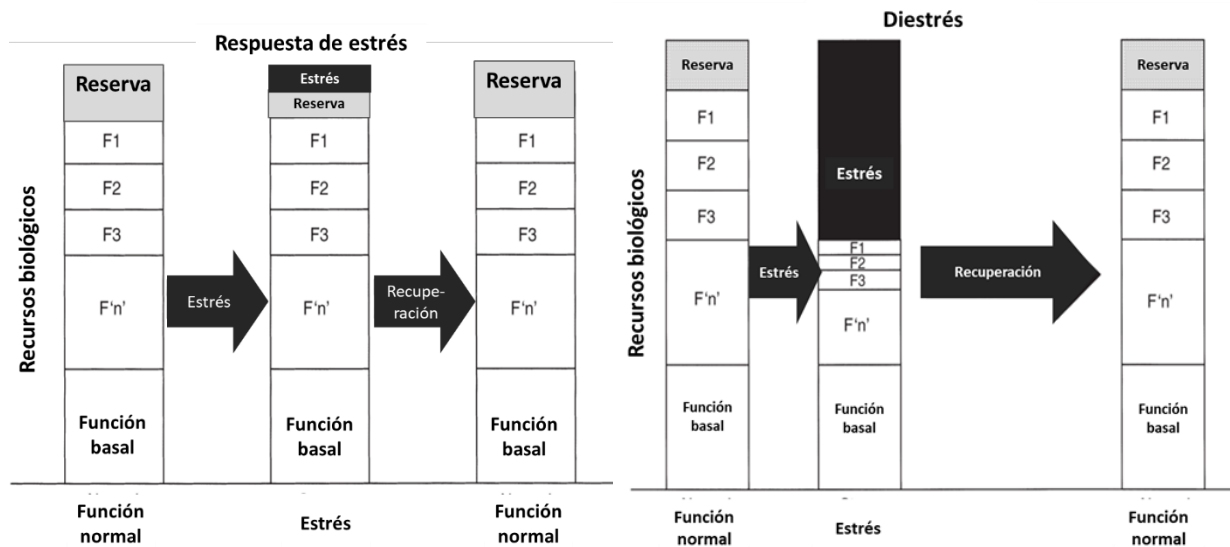 Respuesta de estrés
Recursos biológicos
Reserva
F1
F2
F3
F'n'
Función
basal
Función
normal
Estrés
Estrés
Reserva
F1
F2
F3
F'n'
Función
basal
Estrés
Recupe-
ración
Reserva
F1
F2
F3
F'n'
Función
basal
Función
normal
Diestrés
Recursos biológicos
Reserva
F1
F2
F3
F'n'
Función
basal
Función
normal
Estrés
Estrés
F1
F2
F3
F'n'
Función
basal
Estrés
Recuperación
Reserva
F1
F2
F3
F'n'
Función
basal
Función
normal